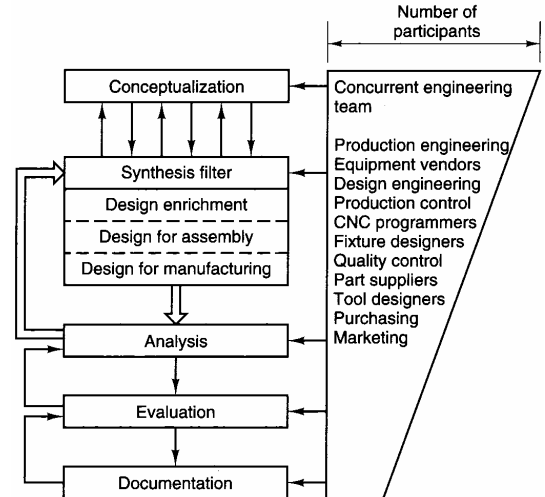 Number of
participants
Conceptualization
Concurrent engineering
team
Synthesis filter
Design enrichment
Design for assembly
Design for manufacturing
Production engineering
Equipment vendors
Design engineering
Production control
CNC programmers
Fixture designers
Quality control
Part suppliers
Tool designers
Purchasing
Marketing
Analysis
Evaluation
Documentation